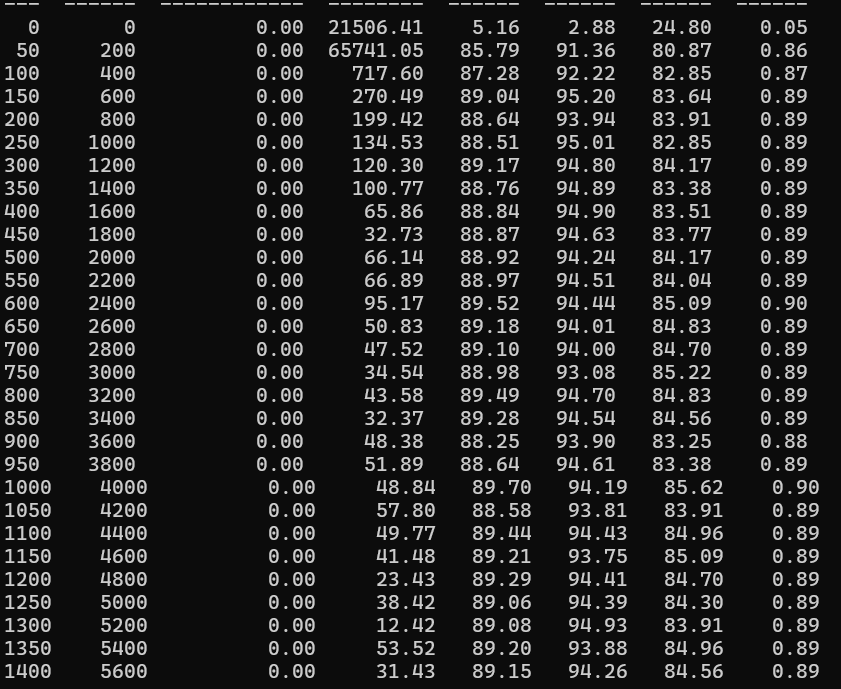 --- ------ ------------ -------- ------ ------ ------ ------
0 0 0.00 21506.41 5.16 2.88 24.80 0.05
50 200 0.00 65741.05 85.79 91.36 80.87 0.86
100 400 0.00 717.60 87.28 92.22 82.85 0.87
150 600 0.00 270.49 89.04 95.20 83.64 0.89
200 800 0.00 199.42 88.64 93.94 83.91 0.89
250 1000 0.00 134.53 88.51 95.01 82.85 0.89
300 1200 0.00 120.30 89.17 94.80 84.17 0.89
350 1400 0.00 100.77 88.76 94.89 83.38 0.89
400 1600 0.00 65.86 88.84 94.90 83.51 0.89
450 1800 0.00 32.73 88.87 94.63 83.77 0.89
500 2000 0.00 66.14 88.92 94.24 84.17 0.89
550 2200 0.00 66.89 88.97 94.51 84.04 0.89
600 2400 0.00 95.17 89.52 94.44 85.09 0.90
650 2600 0.00 50.83 89.18 94.01 84.83 0.89
700 2800 0.00 47.52 89.10 94.00 84.70 0.89
750 3000 0.00 34.54 88.98 93.08 85.22 0.89
800 3200 0.00 43.58 89.49 94.70 84.83 0.89
850 3400 0.00 32.37 89.28 94.54 84.56 0.89
900 3600 0.00 48.38 88.25 93.90 83.25 0.88
950 3800 0.00 51.89 88.64 94.61 83.38 0.89
1000 4000 0.00 48.84 89.70 94.19 85.62 0.90
1050 4200 0.00 57.80 88.58 93.81 83.91 0.89
1100 4400 0.00 49.77 89.44 94.43 84.96 0.89
1150 4600 0.00 41.48 89.21 93.75 85.09 0.89
1200 4800 0.00 23.43 89.29 94.41 84.70 0.89
1250 5000 0.00 38.42 89.06 94.39 84.30 0.89
1300 5200 0.00 12.42 89.08 94.93 83.91 0.89
1350 5400 0.00 53.52 89.20 93.88 84.96 0.89
1400 5600 0.00 31.43 89.15 94.26 84.56 0.89